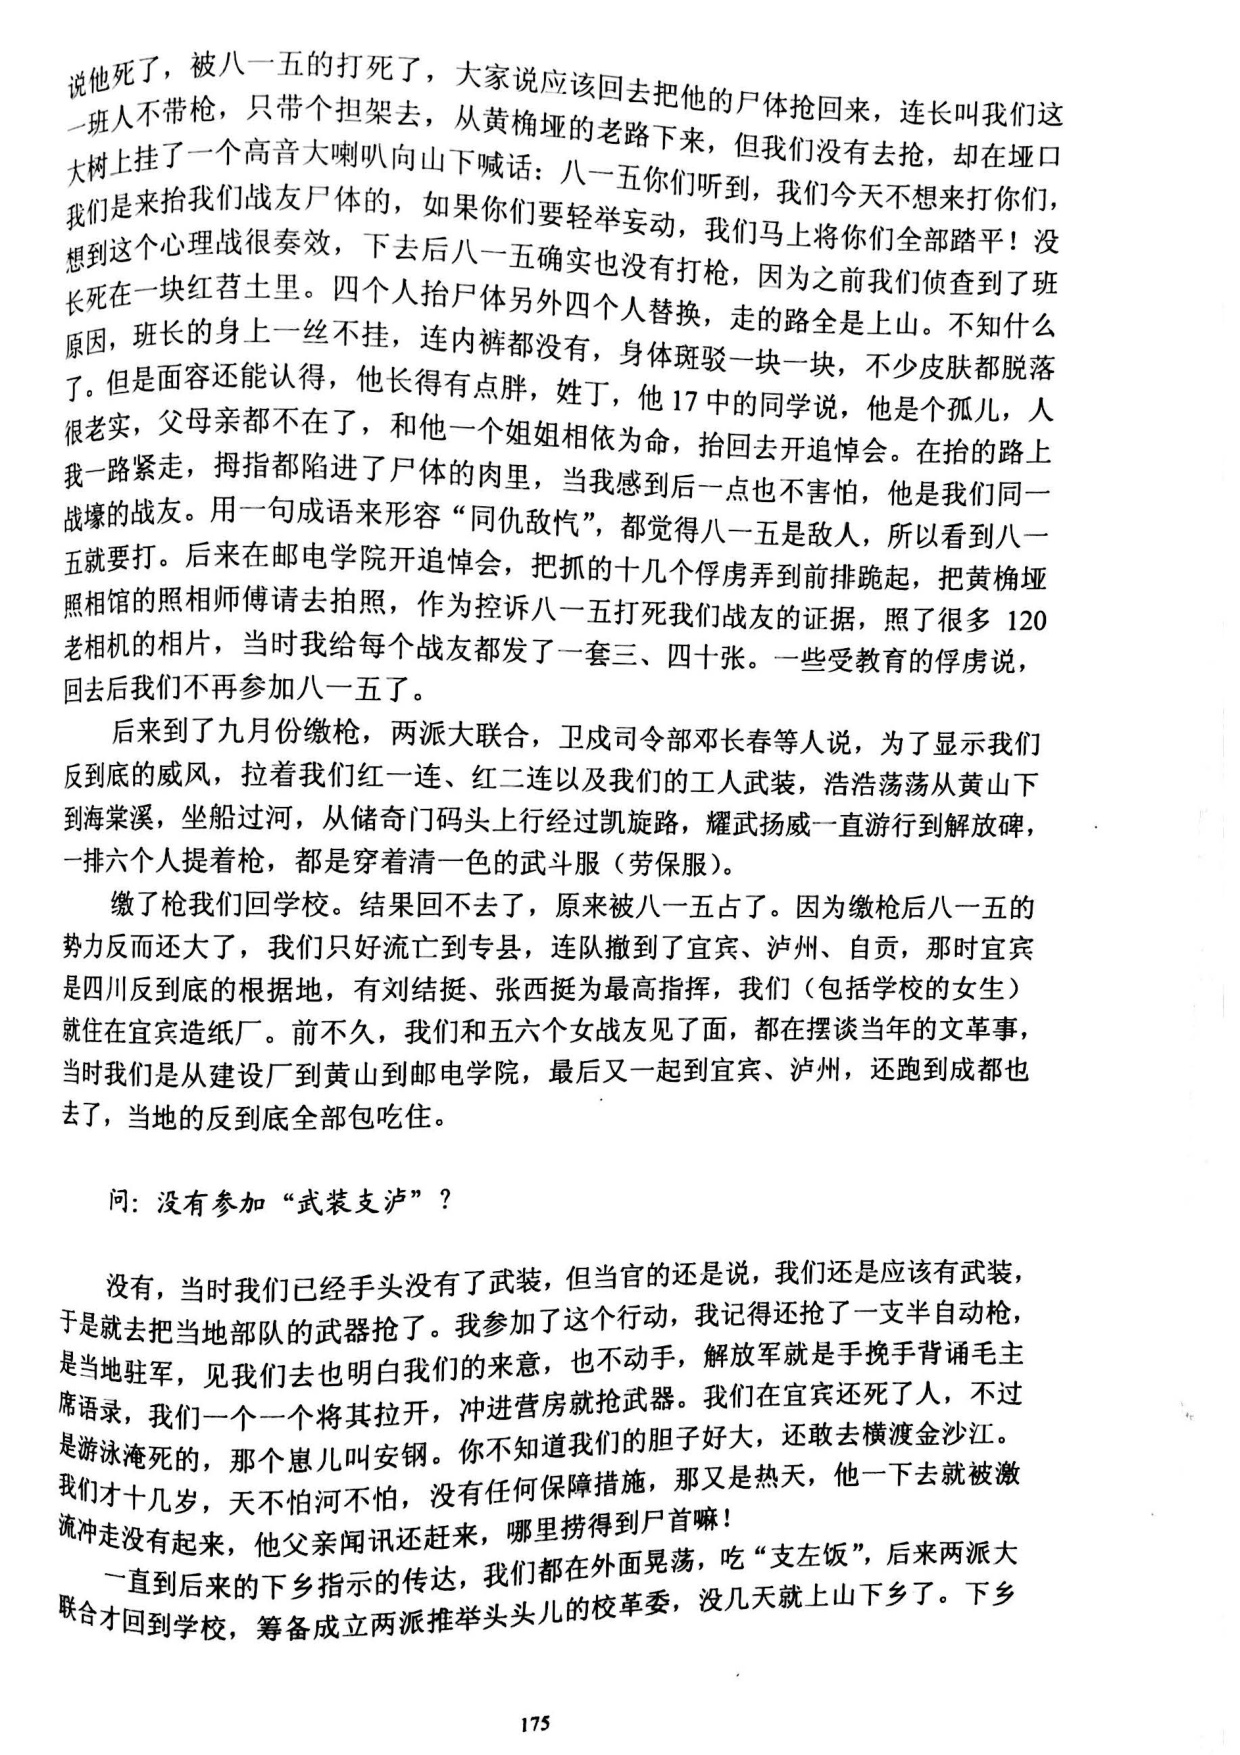 说他死了，被八一五的打死了，大家说应该回去把他的尸体抢回来，连长叫我们这
一班人不带枪，只带个担架去，从黄桷垭的老路下来，但我们没有去抢，却在垭口
大树上挂了一个高音大喇叭向山下喊话：八一五你们听到，我们今天不想来打你们，
我们是来抬我们战友尸体的，如果你们要轻举妄动，我们马上将你们全部踏平！没
想到这个心理战很奏效，下去后八一五确实也没有打枪，因为之前我们侦查到了班
长死在一块红苕土里。四个人抬尸体另外四个人替换，走的路全是上山。不知什么
原因，班长的身上一丝不挂，连内裤都没有，身体斑驳一块一块，不少皮肤都脱落
了。但是面容还能认得，他长得有点胖，姓丁，他 17 中的同学说，他是个孤儿，人
很老实，父母亲都不在了，和他一个姐姐相依为命，抬回去开追悼会。在抬的路上
我一路紧走，拇指都陷进了尸体的肉里，当我感到后一点也不害怕，他是我们同一
战壕的战友。用一句成语来形容“同仇敌忾”，都觉得八一五是敌人，所以看到八一
五就要打。后来在邮电学院开追悼会，把抓的十几个俘虏弄到前排跪起，把黄桷垭
照相馆的照相师傅请去拍照，作为控诉八一五打死我们战友的证据，照了很多 120
老相机的相片，当时我给每个战友都发了一套三、四十张。一些受教育的俘虏说，
回去后我们不再参加八一五了。
后来到了九月份缴枪，两派大联合，卫戍司令部邓长春等人说，为了显示我们
反到底的威风，拉着我们红一连、红二连以及我们的工人武装，浩浩荡荡从黄山下
到海棠溪，坐船过河，从储奇门码头上行经过凯旋路，耀武扬威一直游行到解放碑，
一排六个人提着枪，都是穿着清一色的武斗服（劳保服）。
缴了枪我们回学校。结果回不去了，原来被八一五占了。因为缴枪后八一五的
势力反而还大了，我们只好流亡到专县，连队撤到了宜宾、泸州、自贡，那时宜宾
是四川反到底的根据地，有刘结挺、张西挺为最高指挥，我们（包括学校的女生）
就住在宜宾造纸厂。前不久，我们和五六个女战友见了面，都在摆谈当年的文革事，
当时我们是从建设厂到黄山到邮电学院，最后又一起到宜宾、泸州，还跑到成都也
去了，当地的反到底全部包吃住。
问：没有参加“武装支泸”？
没有，当时我们已经手头没有了武装，但当官的还是说，我们还是应该有武装，
于是就去把当地部队的武器抢了。我参加了这个行动，我记得还抢了一支半自动枪，
是当地驻军，见我们去也明白我们的来意，也不动手，解放军就是手挽手背诵毛主
席语录，我们一个一个将其拉开，冲进营房就抢武器。我们在宜宾还死了人，不过
是游泳淹死的，那个崽儿叫安钢。你不知道我们的胆子好大，还敢去横渡金沙江。
我们才十几岁，天不怕河不怕，没有任何保障措施，那又是热天，他一下去就被激
流冲走没有起来，他父亲闻讯还赶来，哪里捞得到尸首嘛！
一直到后来的下乡指示的传达，我们都在外面晃荡，吃“支左饭”，后来两派大
联合才回到学校，筹备成立两派推举头头儿的校革委，没几天就上山下乡了。下乡
175